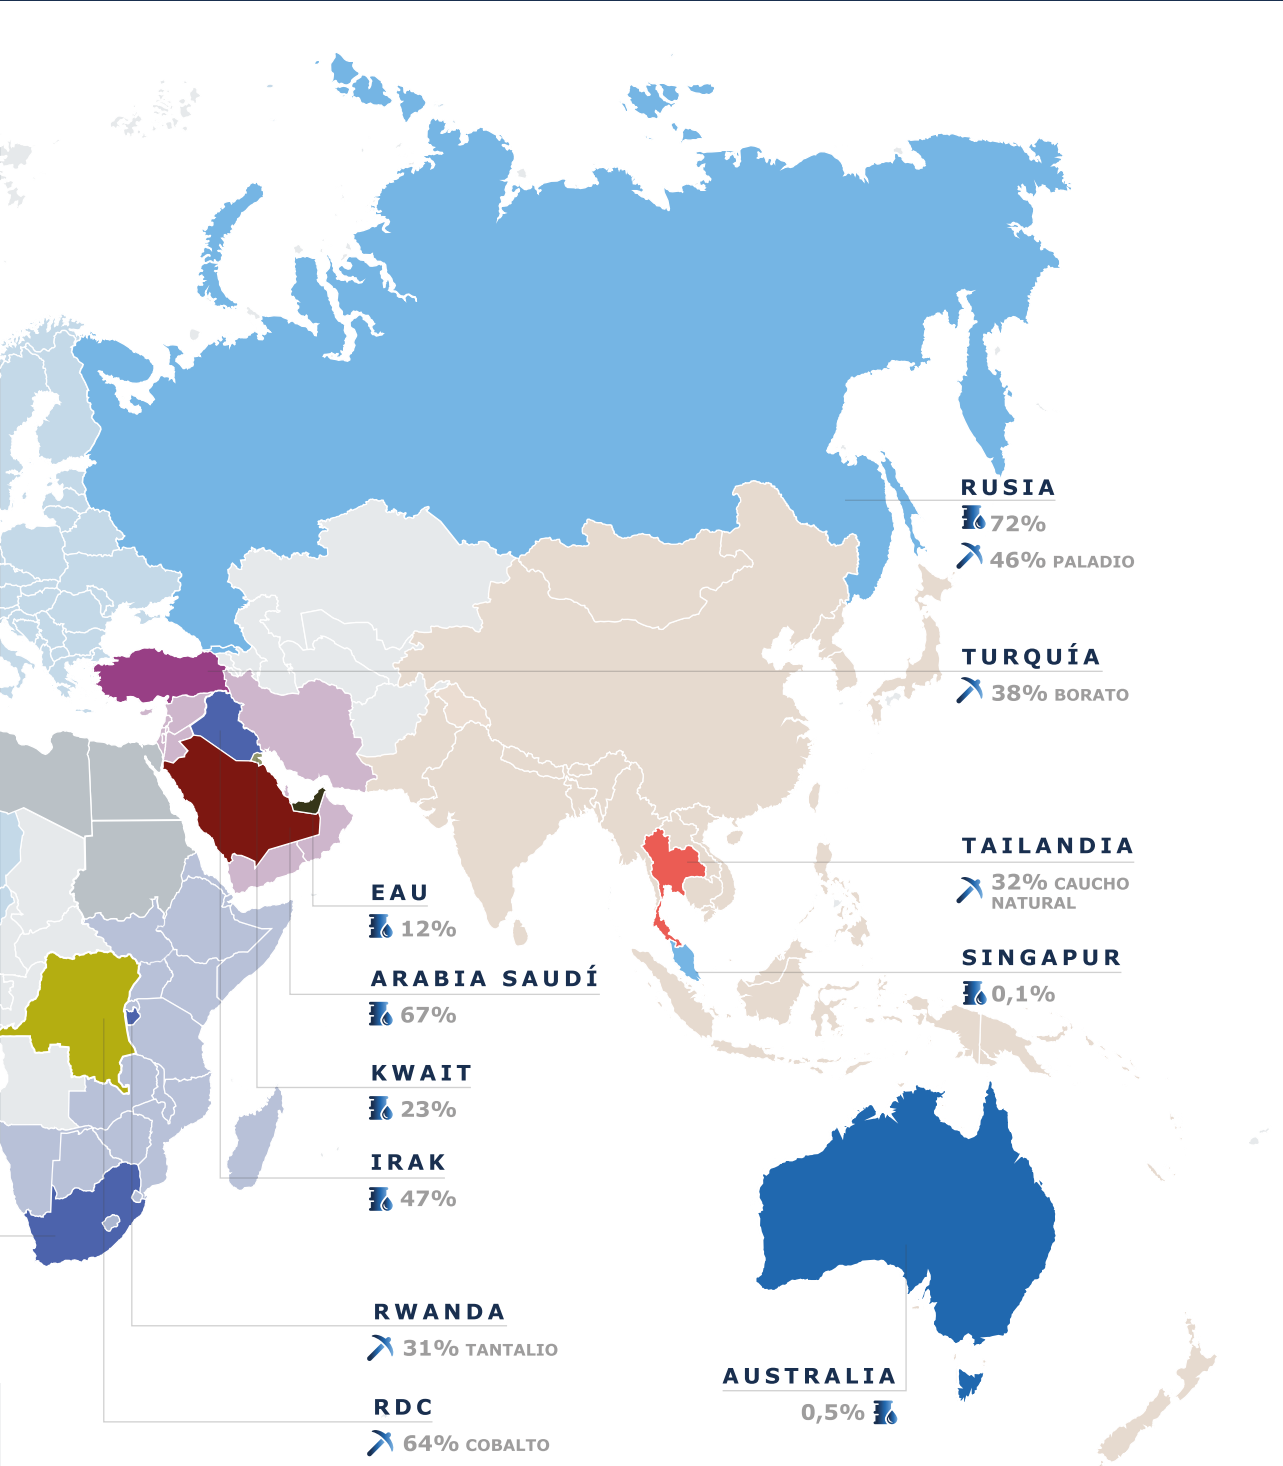 RUSIA
72%
46% PALADIO
TURQUÍA
38% BORATO
TAILANDIA
32% CAUCHO
NATURAL
SINGAPUR
0,1%
EAU
12%
ARABIA SAUDÍ
67%
KWAIT
23%
IRAK
47%
RWANDA
31% TANTALIO
RDC
64% COBALTO
AUSTRALIA
0,5%